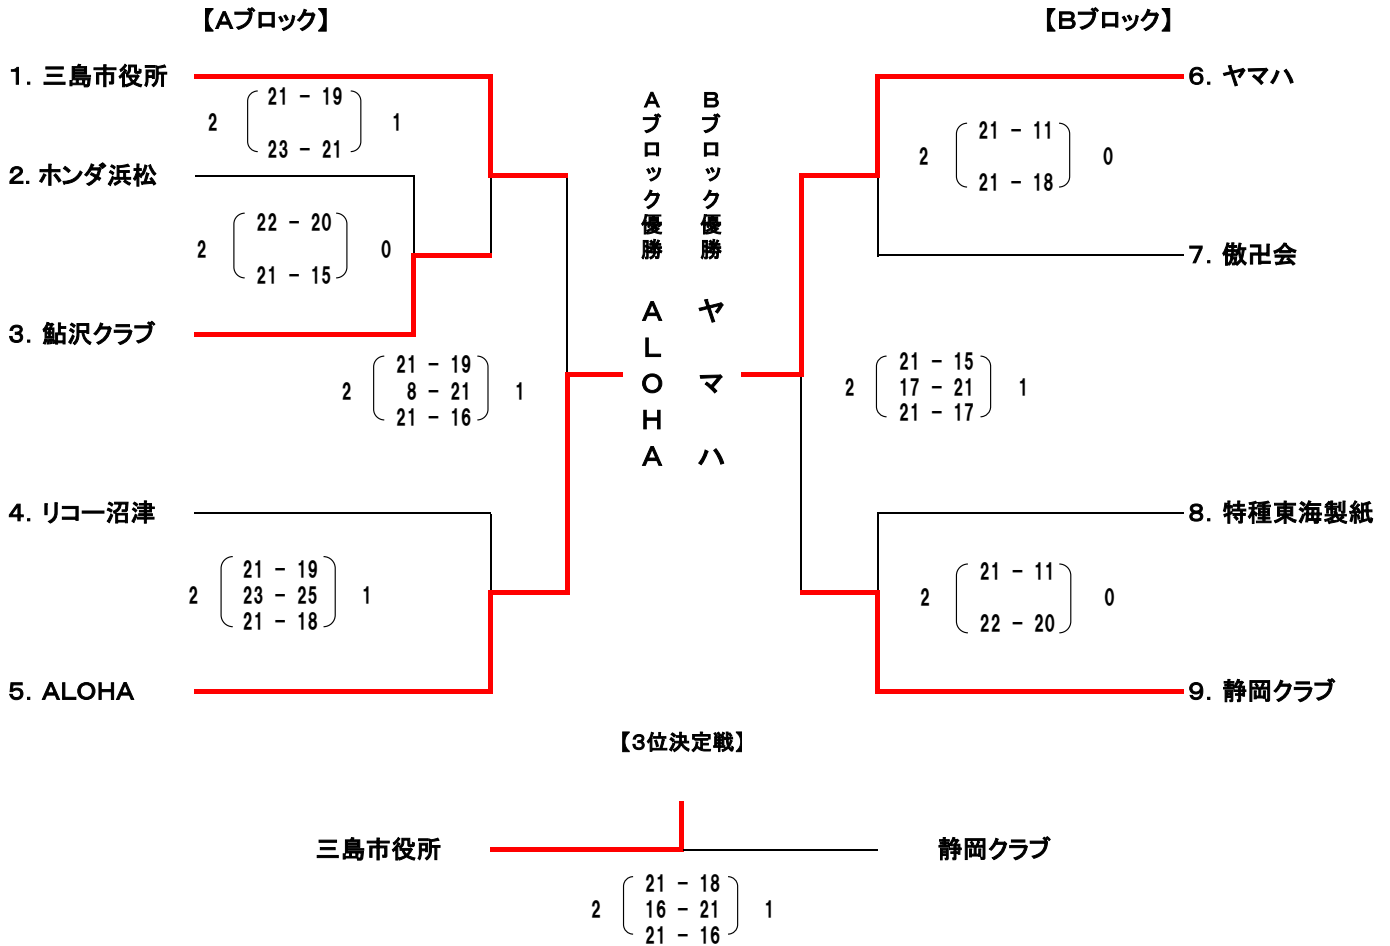 【Aブロック】
【Bブロック】
1. 三島市役所
2 21 - 19 1
23 - 21
2. ホンダ浜松
2 22 - 20 0
21 - 15
3. 鮎沢クラブ
21 - 19
2 8 - 21 1
21 - 16
4. リコー沼津
21 - 19
2 23 - 25 1
21 - 18
5. ALOHA
Aブロック優勝 ALOHA
Bブロック優勝 ヤマハ
6. ヤマハ
2 21 - 11 0
21 - 18
7. 傲卍会
21 - 15
2 17 - 21 1
21 - 17
8. 特種東海製紙
2 21 - 11 0
22 - 20
9. 静岡クラブ
【3位決定戦】
三島市役所 静岡クラブ
21 - 18
2 16 - 21 1
21 - 16